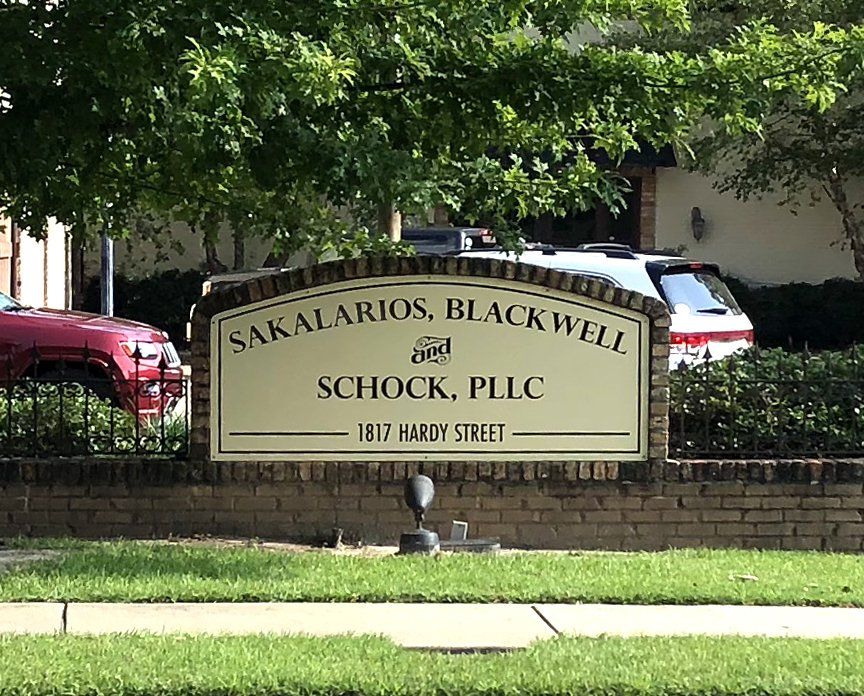 SAKALARIOS, BLACKWELL
and
SCHOCK, PLLC
1817 HARDY STREET